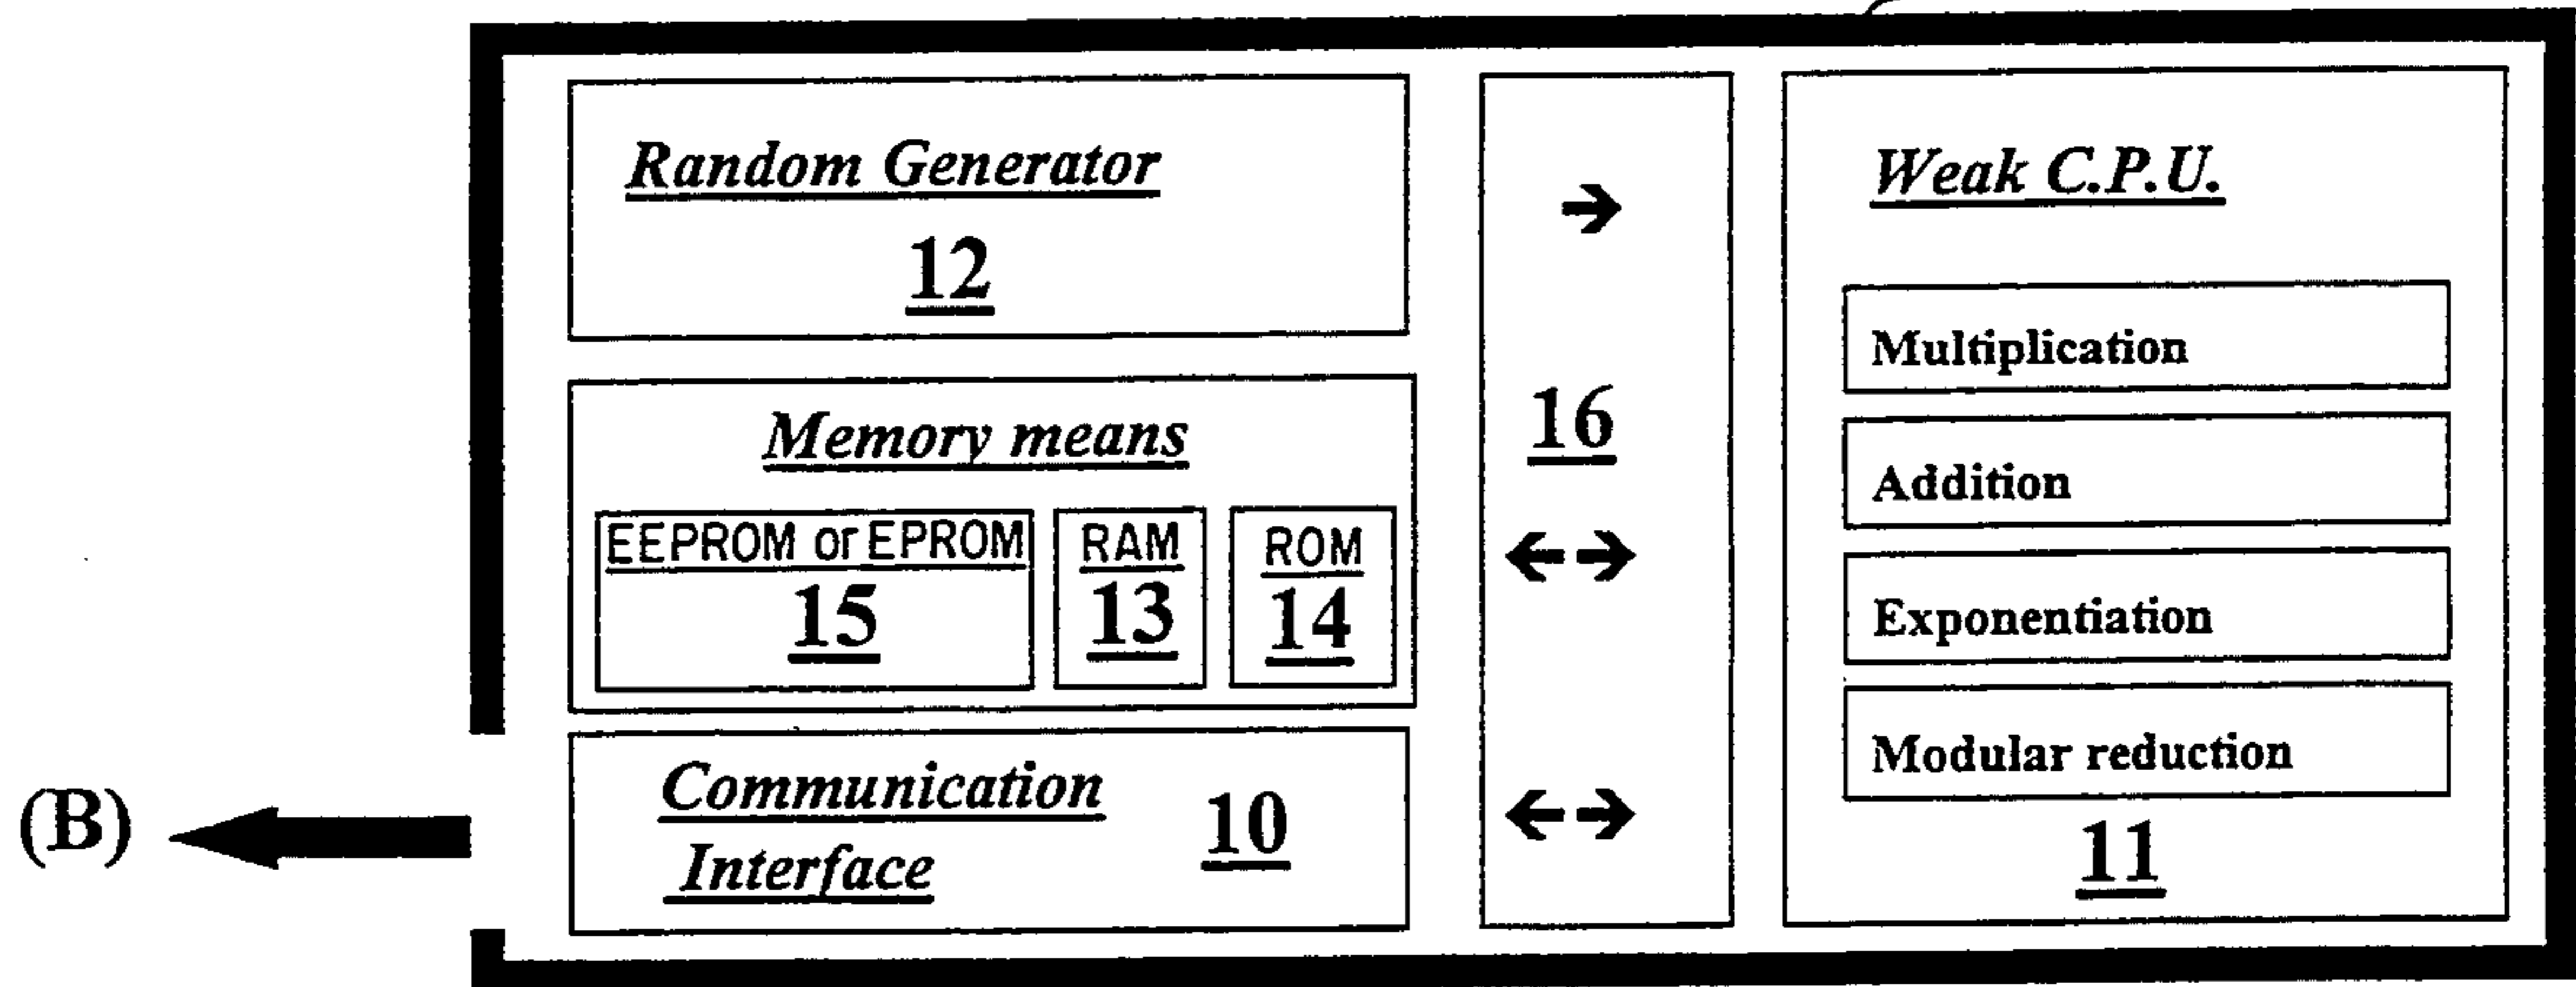 Random Generator
12
Memory means
EEPROM or EPROM
15
RAM
13
ROM
14
Communication
Interface
10
(B)
16
Weak C.P.U.
Multiplication
Addition
Exponentiation
Modular reduction
11